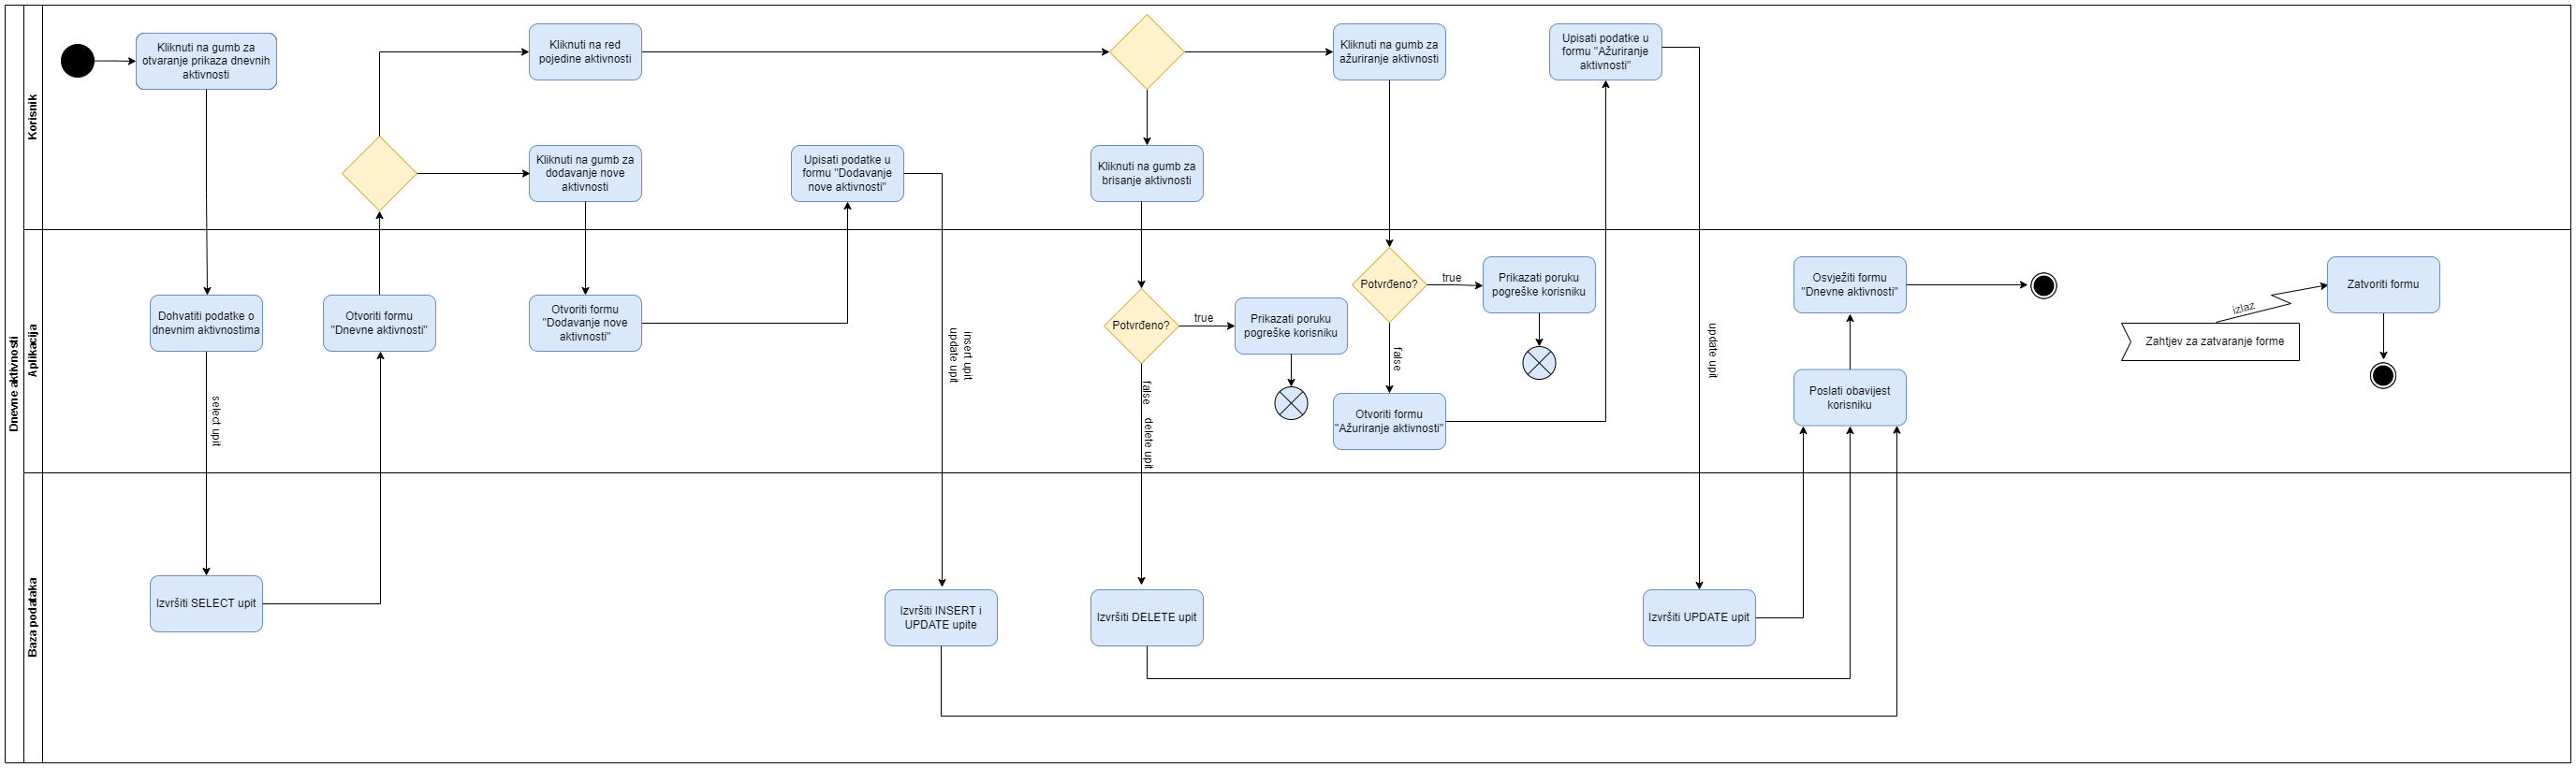 Dnevne aktivnosti
Korisnik
Kliknuti na gumb za
otvaranje prikaza dnevnih
aktivnosti
Kliknuti na red
pojedine aktivnosti
Kliknuti na gumb za
ažuriranje aktivnosti
Upisati podatke u
formu "Ažuriranje
aktivnosti"
Kliknuti na gumb za
dodavanje nove
aktivnosti
Upisati podatke u
formu "Dodavanje
nove aktivnosti"
Kliknuti na gumb za
brisanje aktivnosti
Aplikacija
Dohvatiti podatke o
dnevnim aktivnostima
select upit
Otvoriti formu
"Dnevne aktivnosti"
Otvoriti formu
"Dodavanje nove
aktivnosti"
insert upit
update upit
Potvrđeno?
true
Prikazati poruku
pogreške korisniku
false
delete upit
Potvrđeno?
true
Prikazati poruku
pogreške korisniku
false
Otvoriti formu
"Ažuriranje aktivnosti"
update upit
Osvježiti formu
"Dnevne aktivnosti"
Poslati obavijest
korisniku
Zahtjev za zatvaranje forme
izlaz
Zatvoriti formu
Baza podataka
Izvršiti SELECT upit
Izvršiti INSERT i
UPDATE upite
Izvršiti DELETE upit
Izvršiti UPDATE upit